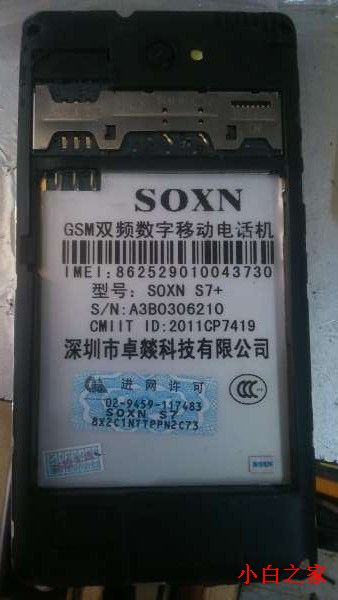 SOXN
GSM双频数字移动电话机
IMEI: 862529010043730
型号: SOXN S7+
S/N: A3B0306210
CMIIT ID: 2011CP7419
深圳市卓燚科技有限公司
进网许可
02-9459-117483
SOXN S7
8X2C1N7TPPN2C73
SOXN
小白之家